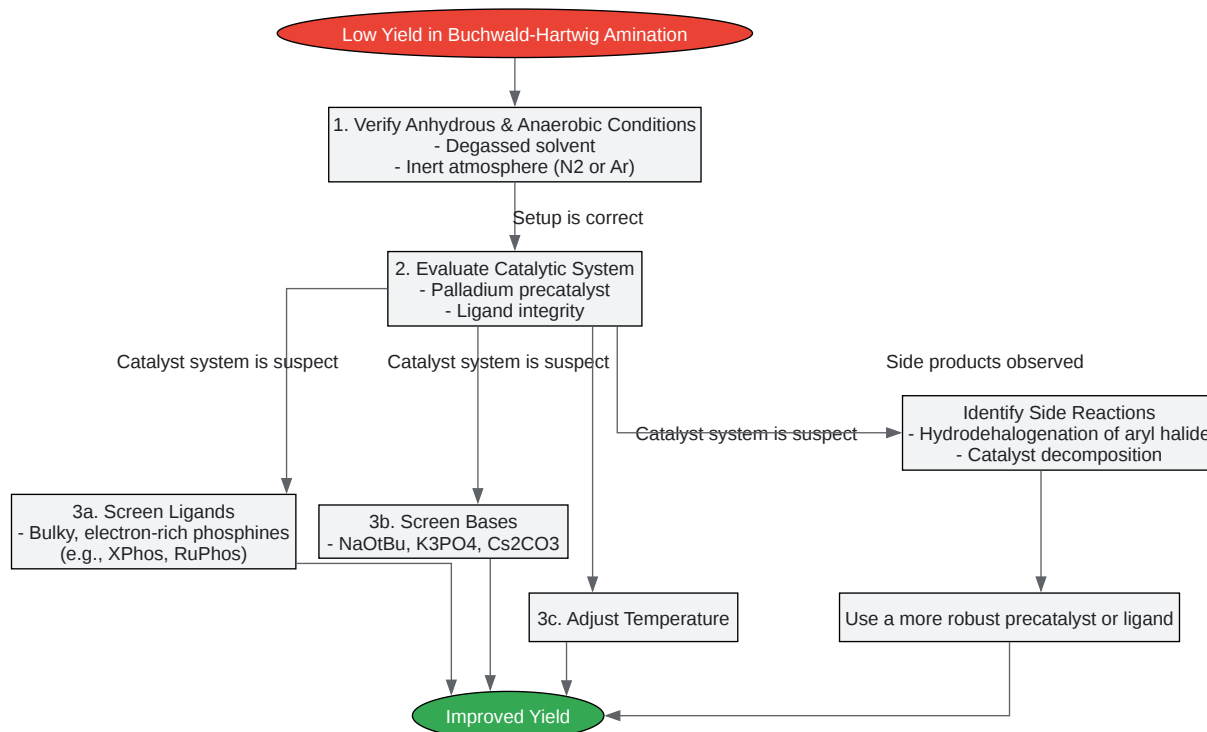 Low Yield in Buchwald-Hartwig Amination
1. Verify Anhydrous & Anaerobic Conditions
- Degassed solvent
- Inert atmosphere (N2 or Ar)
Setup is correct
2. Evaluate Catalytic System
- Palladium precatalyst
- Ligand integrity
Catalyst system is suspect
Catalyst system is suspect
Side products observed
Catalyst system is suspect
Identify Side Reactions
- Hydrodehalogenation of aryl halide
- Catalyst decomposition
3a. Screen Ligands
- Bulky, electron-rich phosphines
(e.g., XPhos, RuPhos)
3b. Screen Bases
- NaOtBu, K3PO4, Cs2CO3
3c. Adjust Temperature
Use a more robust precatalyst or ligand
Improved Yield